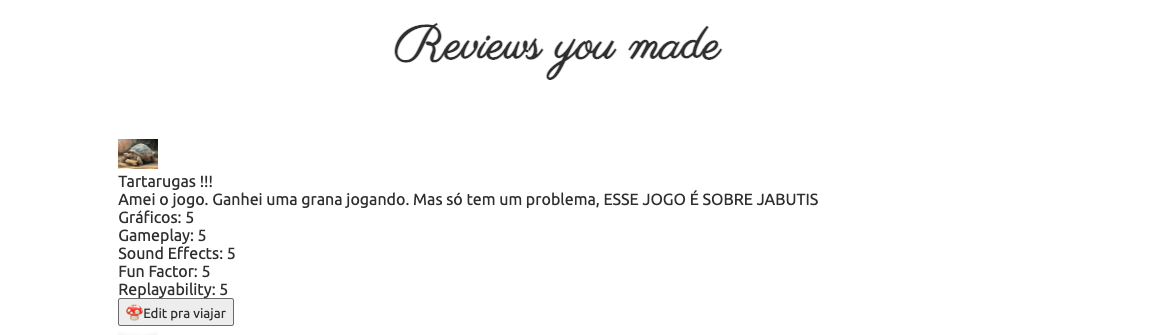 Reviews you made
Tartarugas !!!
Amei o jogo. Ganhei uma grana jogando. Mas só tem um problema, ESSE JOGO É SOBRE JABUTIS
Gráficos: 5
Gameplay: 5
Sound Effects: 5
Fun Factor: 5
Replayability: 5
🍄Edit pra viajar